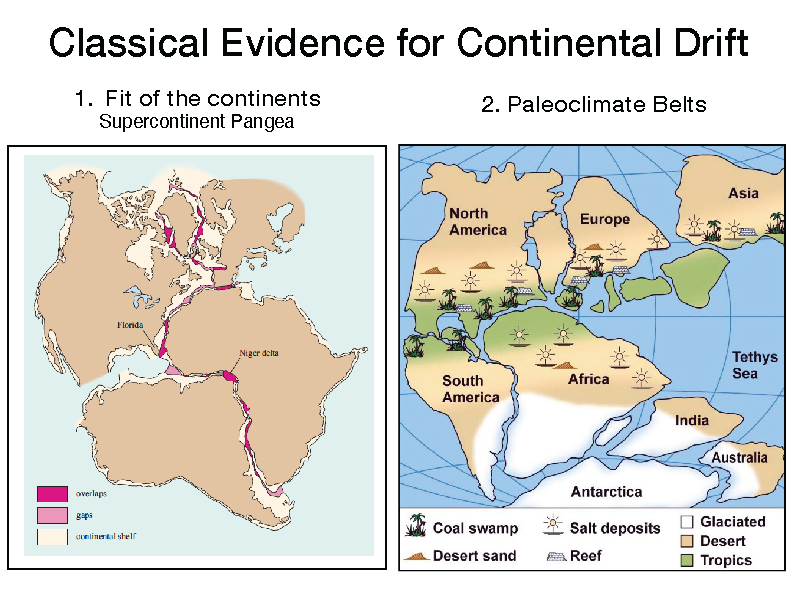 Classical Evidence for Continental Drift
1. Fit of the continents
Supercontinent Pangea
2. Paleoclimate Belts
Florida
Niger delta
overlaps
gaps
continental shelf
North
America
Europe
Asia
Tethys
Sea
South
America
Africa
India
Australia
Antarctica
Coal swamp
Salt deposits
Glaciated
Desert
Desert sand
Reef
Tropics